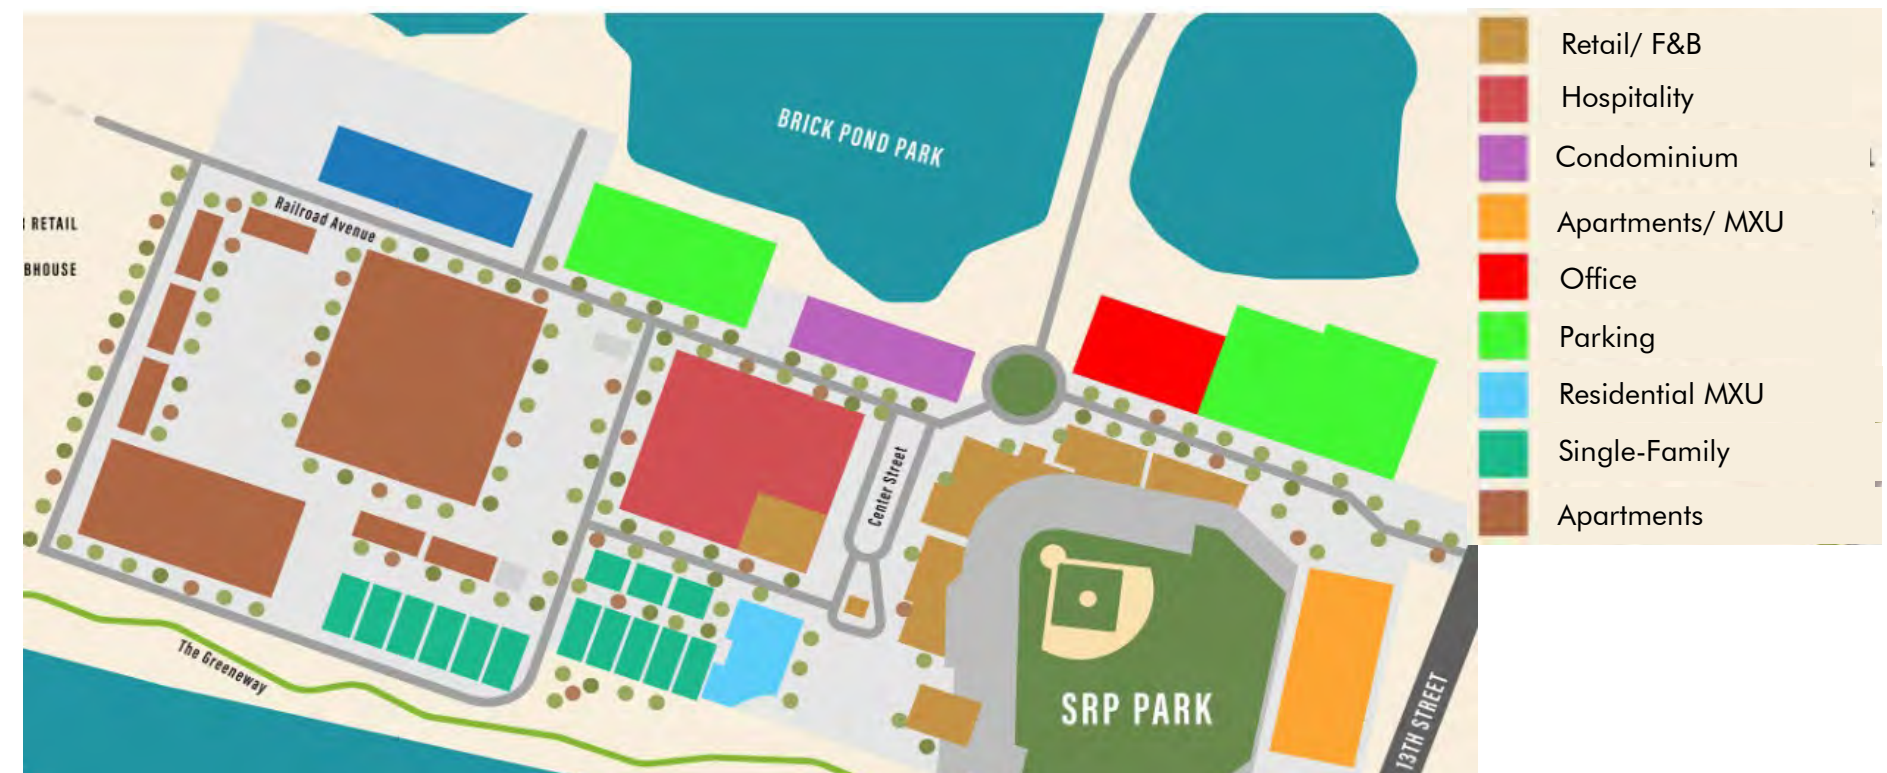 BRICK POND PARK
Railroad Avenue
RETAIL
BHOUSE
Center Street
The Greeneway
SRP PARK
13TH STREET
Retail/ F&B
Hospitality
Condominium
Apartments/ MXU
Office
Parking
Residential MXU
Single-Family
Apartments